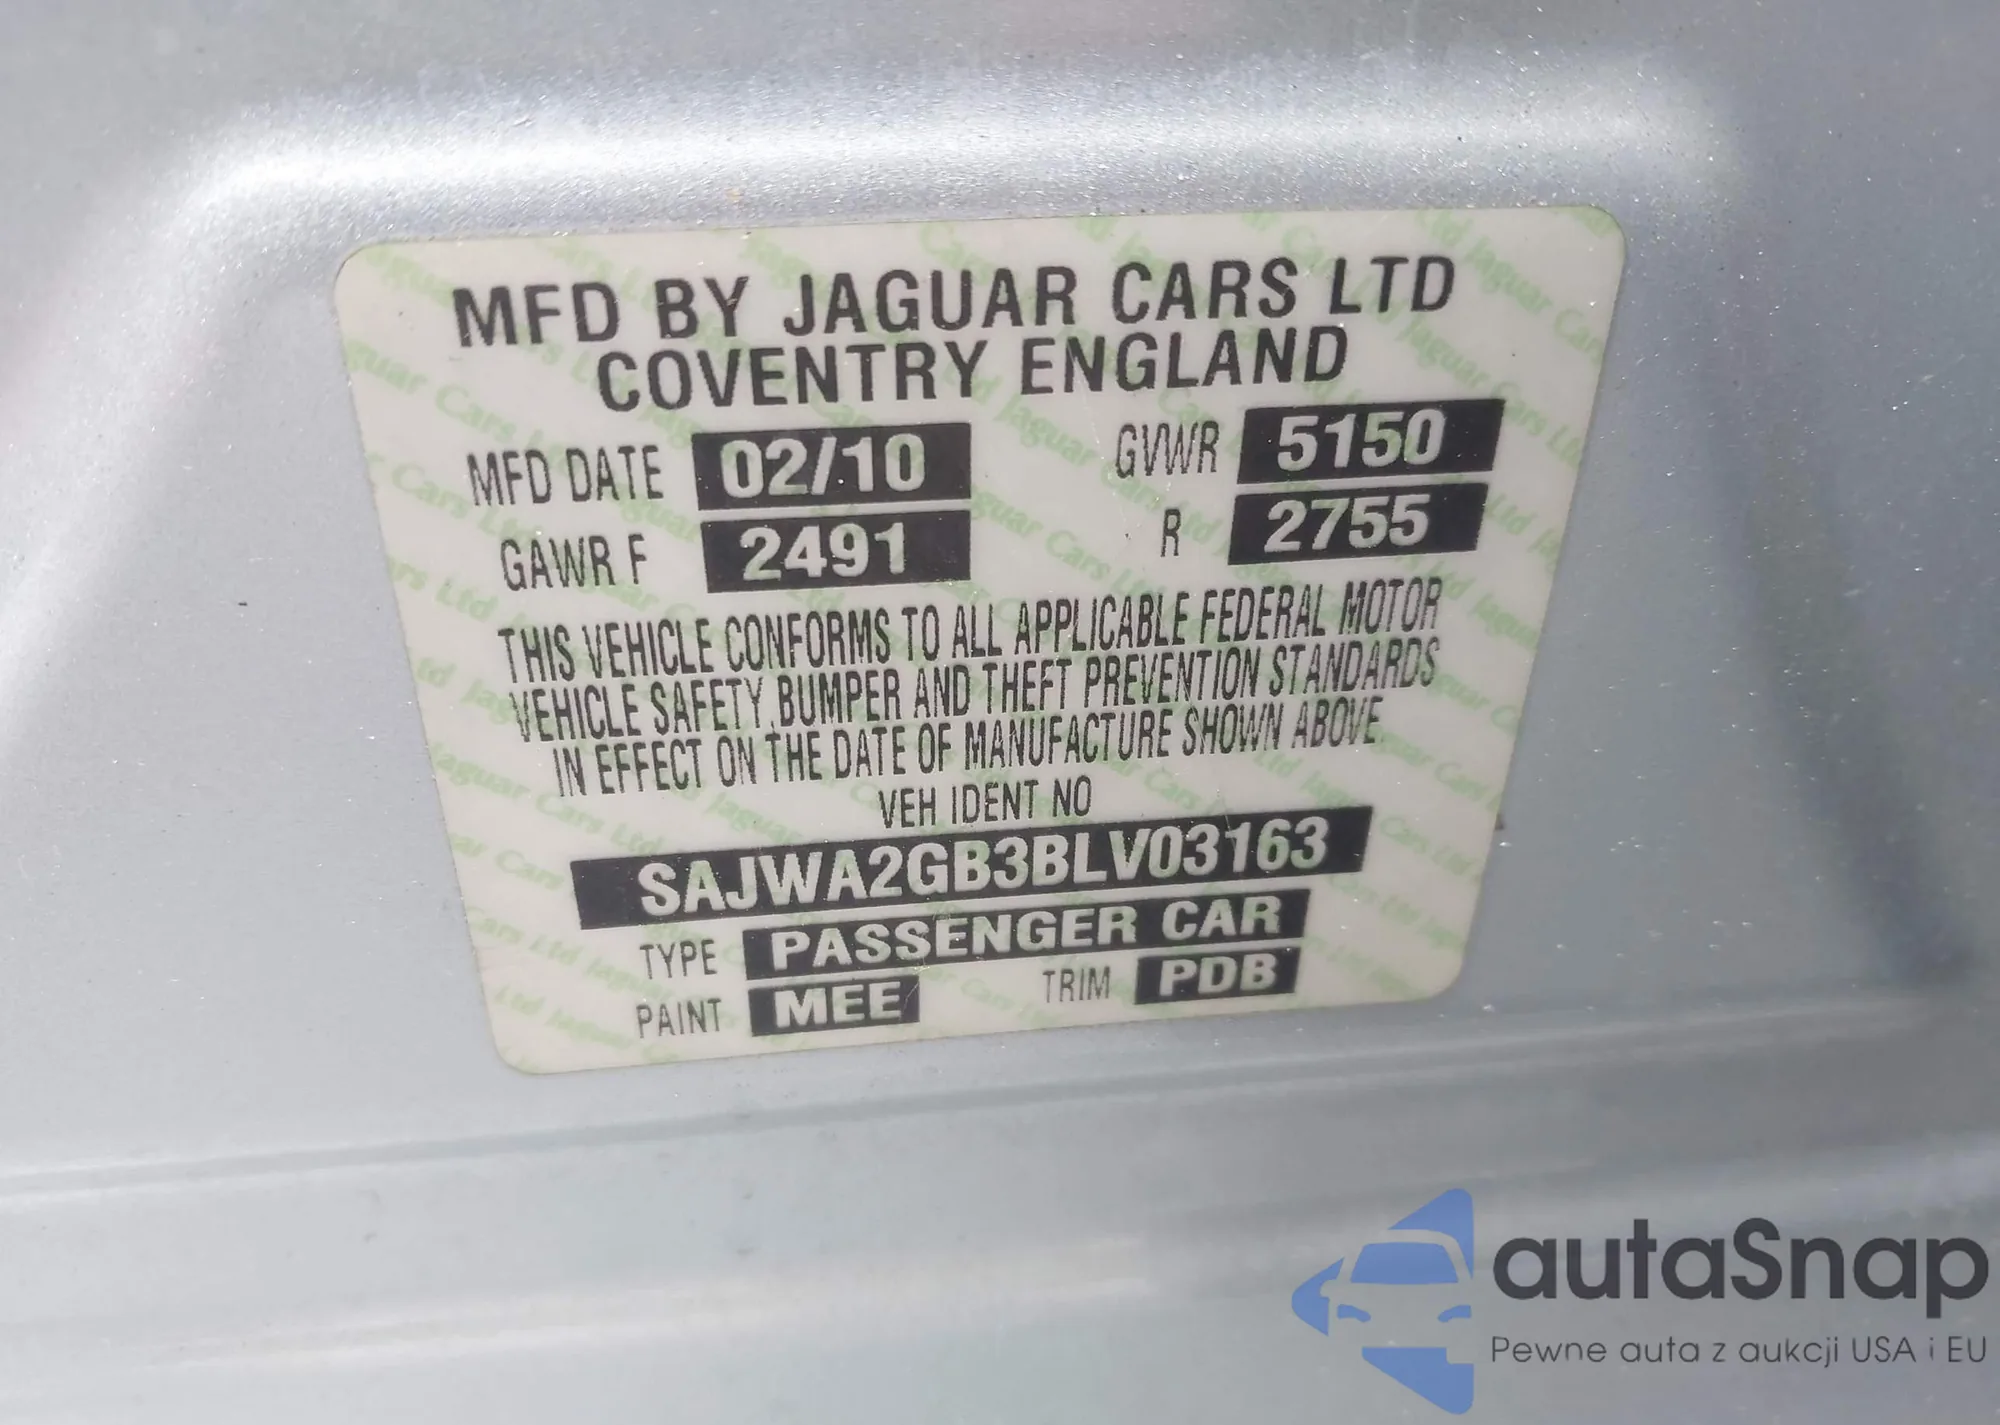 MFD BY JAGUAR CARS LTD
COVENTRY ENGLAND
MFD DATE 02/10 GVWR 5150
GAWR F 2491 R 2755
THIS VEHICLE CONFORMS TO ALL APPLICABLE FEDERAL MOTOR
VEHICLE SAFETY, BUMPER AND THEFT PREVENTION STANDARDS
IN EFFECT ON THE DATE OF MANUFACTURE SHOWN ABOVE.
VEH IDENT NO
SAJWA2GB3BLV03163
TYPE PASSENGER CAR
PAINT MEE TRIM PDB
autaSnap
Pewne auta z aukcji USA i EU